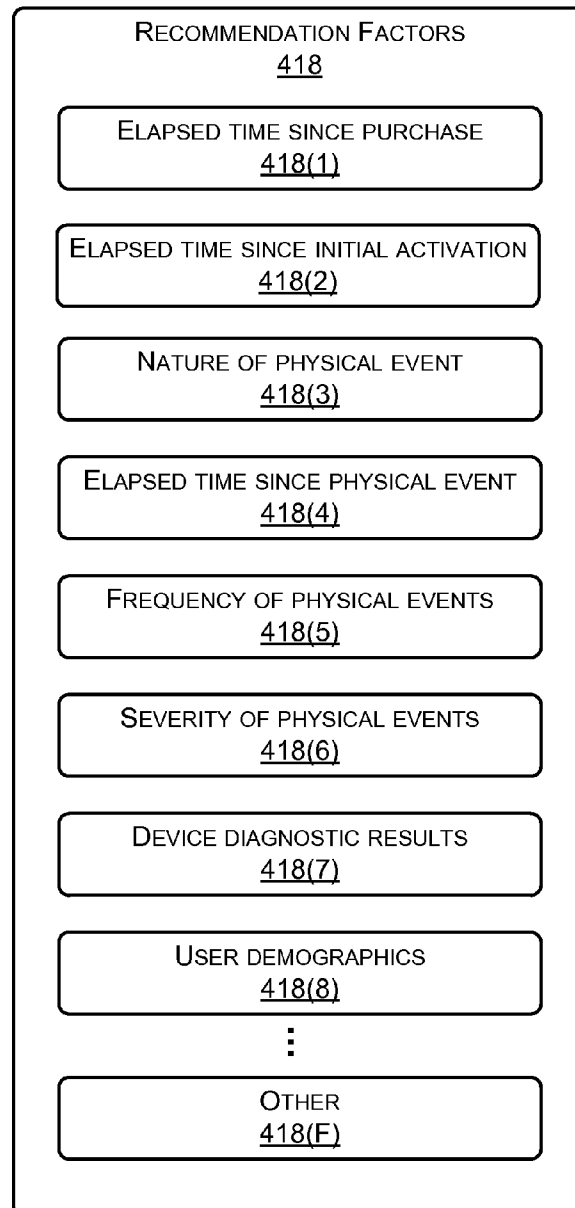 RECOMMENDATION FACTORS
418
ELAPSED TIME SINCE PURCHASE
418(1)
ELAPSED TIME SINCE INITIAL ACTIVATION
418(2)
NATURE OF PHYSICAL EVENT
418(3)
ELAPSED TIME SINCE PHYSICAL EVENT
418(4)
FREQUENCY OF PHYSICAL EVENTS
418(5)
SEVERITY OF PHYSICAL EVENTS
418(6)
DEVICE DIAGNOSTIC RESULTS
418(7)
USER DEMOGRAPHICS
418(8)
⋮
OTHER
418(F)